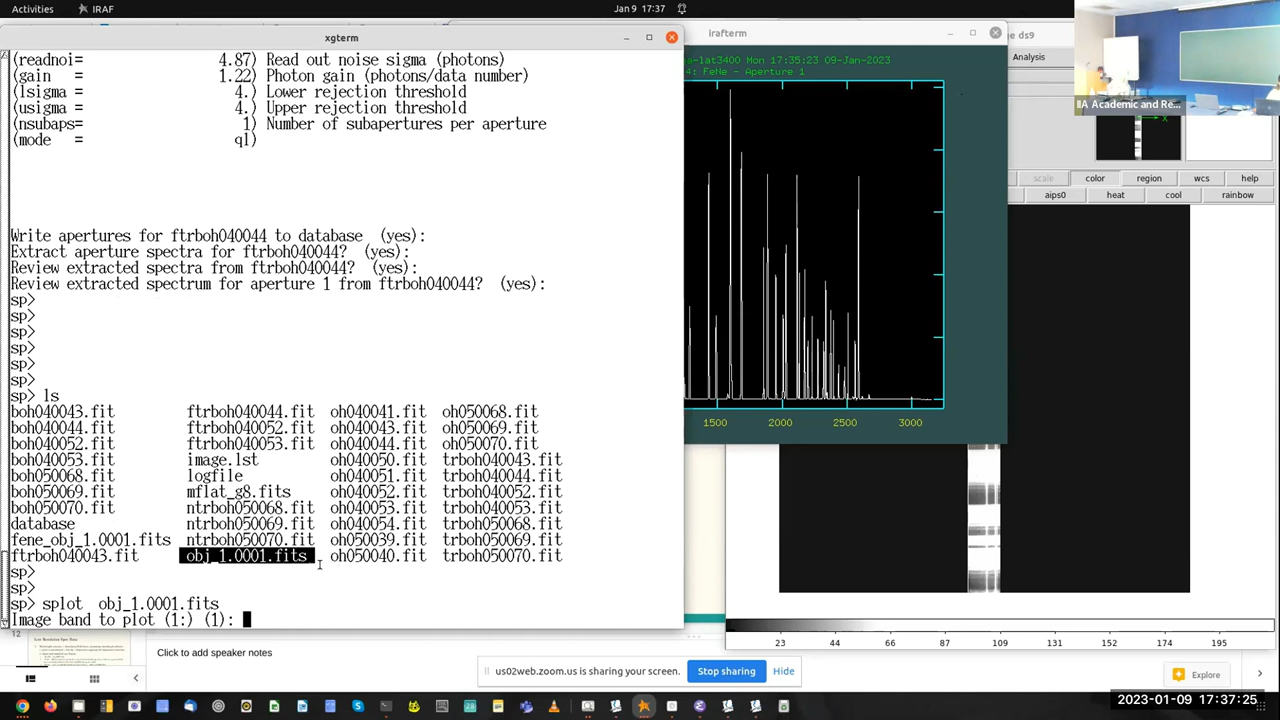 Activities
IRAF
Jan 9 17:37
xgterm
(readnoi= 4.87) Read out noise sigma (photons)
(gain = 1.22) Photon gain (photons/data number)
(lsigma = 4.) Lower rejection threshold
(usigma = 4.) Upper rejection threshold
(nsubaps= 1) Number of subapertures per aperture
(mode = ql)
Write apertures for ftrboh040044 to database (yes):
Extract aperture spectra for ftrboh040044? (yes):
Review extracted spectra from ftrboh040044? (yes):
Review extracted spectrum for aperture 1 from ftrboh040044? (yes):
sp>
sp>
sp>
sp>
sp>
sp>
sp> ls
boh040043.fit ftrboh040044.fit oh040041.fit oh050068.fit
boh040044.fit ftrboh040052.fit oh040043.fit oh050069.fit
boh040052.fit ftrboh040053.fit oh040044.fit oh050070.fit
boh040053.fit image.lst oh040050.fit trboh040043.fit
boh050068.fit logfile oh040051.fit trboh040044.fit
boh050069.fit mflat_g8.fits oh040052.fit trboh040052.fit
boh050070.fit ntrboh050068.fit oh040053.fit trboh040053.fit
database ntrboh050069.fit oh040054.fit trboh050068.fit
fene_obj_1.0001.fits ntrboh050070.fit oh050039.fit trboh050069.fit
ftrboh040043.fit obj_1.0001.fits oh050040.fit trboh050070.fit
sp>
sp>
sp> splot obj_1.0001.fits
Image band to plot (1:) (1):
irafterm
-lat3400 Mon 17:35:23 09-Jan-2023
4: FeNe - Aperture 1
1500 2000 2500 3000
ds9
Analysis
IIA Academic and Re...
X
scale color region wcs help
aips0 heat cool rainbow
23 44 66 87 109 130 152 173 195
12
Click to add speaker notes
us02web.zoom.us is sharing your screen.
Stop sharing
Hide
Explore
2023-01-09 17:37:25